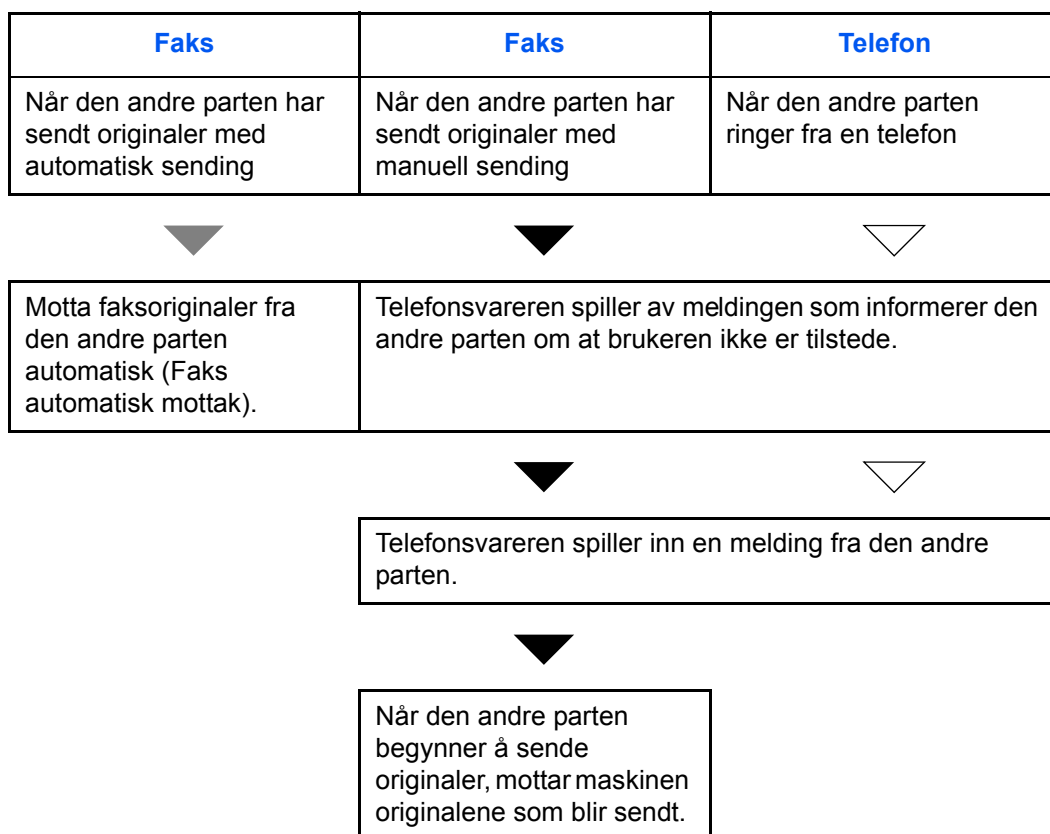 Faks
Faks
Telefon
Når den andre parten har
sendt originaler med
automatisk sending
Når den andre parten har
sendt originaler med
manuell sending
Når den andre parten
ringer fra en telefon
Motta faksoriginaler fra
den andre parten
automatisk (Faks
automatisk mottak).
Telefonsvareren spiller av meldingen som informerer den
andre parten om at brukeren ikke er tilstede.
Telefonsvareren spiller inn en melding fra den andre
parten.
Når den andre parten
begynner å sende
originaler, mottar maskinen
originalene som blir sendt.